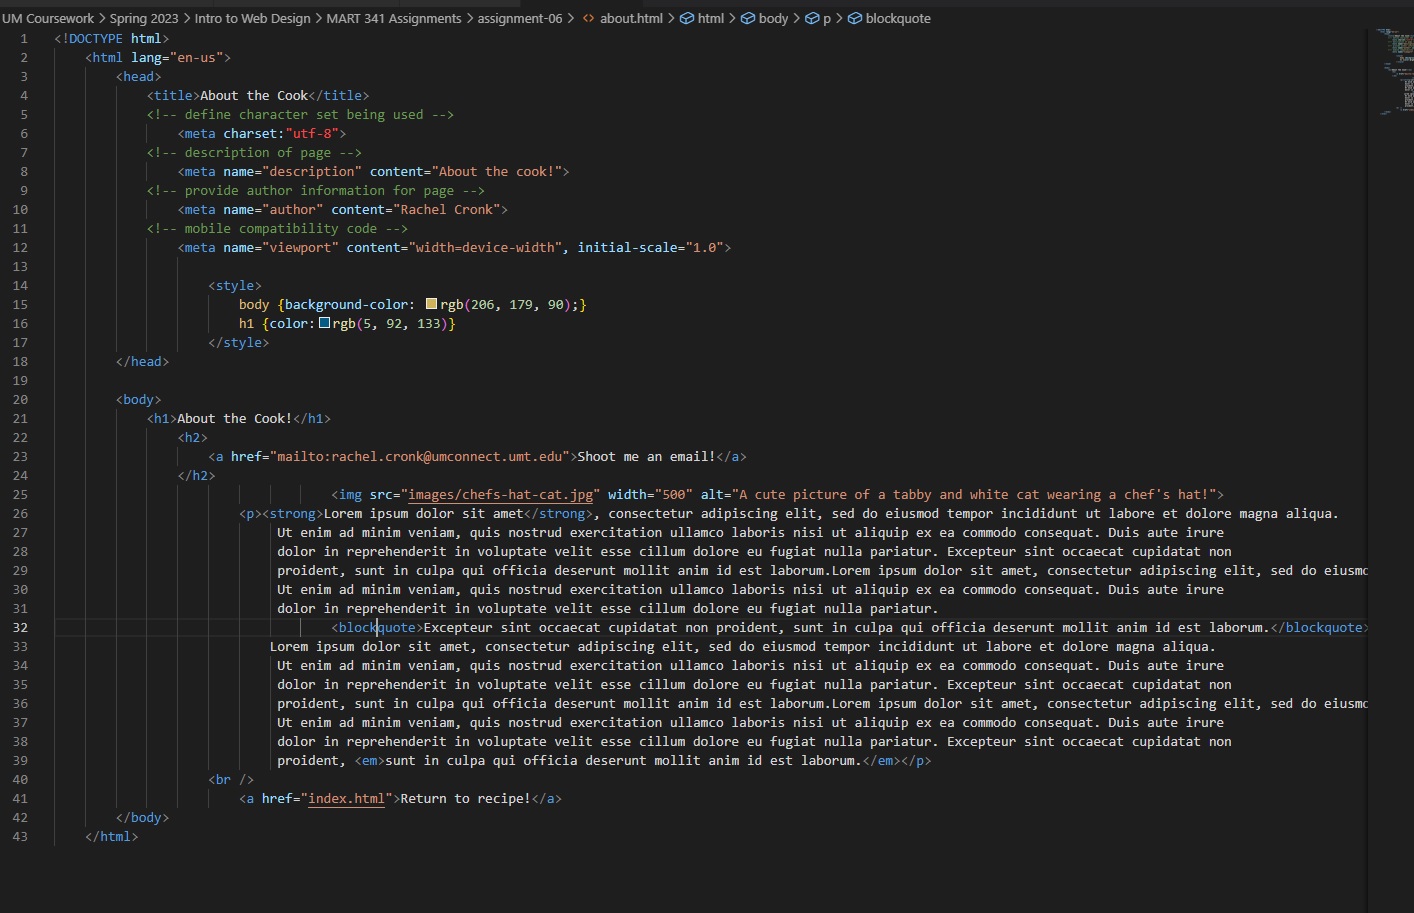 UM Coursework > Spring 2023 > Intro to Web Design > MART 341 Assignments > assignment-06 > <> about.html > html > body > p > blockquote
1 <!DOCTYPE html>
2 <html lang="en-us">
3 <head>
4 <title>About the Cook</title>
5 <!-- define character set being used -->
6 <meta charset:"utf-8">
7 <!-- description of page -->
8 <meta name="description" content="About the cook!">
9 <!-- provide author information for page -->
10 <meta name="author" content="Rachel Cronk">
11 <!-- mobile compatibility code -->
12 <meta name="viewport" content="width=device-width", initial-scale="1.0">
13
14 <style>
15 body {background-color: rgb(206, 179, 90);}
16 h1 {color: rgb(5, 92, 133)}
17 </style>
18 </head>
19
20 <body>
21 <h1>About the Cook!</h1>
22 <h2>
23 <a href="mailto:rachel.cronk@umconnect.umt.edu">Shoot me an email!</a>
24 </h2>
25 <img src="images/chefs-hat-cat.jpg" width="500" alt="A cute picture of a tabby and white cat wearing a chef's hat!">
26 <p><strong>Lorem ipsum dolor sit amet</strong>, consectetur adipiscing elit, sed do eiusmod tempor incididunt ut labore et dolore magna aliqua.
27 Ut enim ad minim veniam, quis nostrud exercitation ullamco laboris nisi ut aliquip ex ea commodo consequat. Duis aute irure
28 dolor in reprehenderit in voluptate velit esse cillum dolore eu fugiat nulla pariatur. Excepteur sint occaecat cupidatat non
29 proident, sunt in culpa qui officia deserunt mollit anim id est laborum.Lorem ipsum dolor sit amet, consectetur adipiscing elit, sed do eiusmo
30 Ut enim ad minim veniam, quis nostrud exercitation ullamco laboris nisi ut aliquip ex ea commodo consequat. Duis aute irure
31 dolor in reprehenderit in voluptate velit esse cillum dolore eu fugiat nulla pariatur.
32 <blockquote>Excepteur sint occaecat cupidatat non proident, sunt in culpa qui officia deserunt mollit anim id est laborum.</blockquote>
33 Lorem ipsum dolor sit amet, consectetur adipiscing elit, sed do eiusmod tempor incididunt ut labore et dolore magna aliqua.
34 Ut enim ad minim veniam, quis nostrud exercitation ullamco laboris nisi ut aliquip ex ea commodo consequat. Duis aute irure
35 dolor in reprehenderit in voluptate velit esse cillum dolore eu fugiat nulla pariatur. Excepteur sint occaecat cupidatat non
36 proident, sunt in culpa qui officia deserunt mollit anim id est laborum.Lorem ipsum dolor sit amet, consectetur adipiscing elit, sed do eiusmo
37 Ut enim ad minim veniam, quis nostrud exercitation ullamco laboris nisi ut aliquip ex ea commodo consequat. Duis aute irure
38 dolor in reprehenderit in voluptate velit esse cillum dolore eu fugiat nulla pariatur. Excepteur sint occaecat cupidatat non
39 proident, <em>sunt in culpa qui officia deserunt mollit anim id est laborum.</em></p>
40 <br />
41 <a href="index.html">Return to recipe!</a>
42 </body>
43 </html>